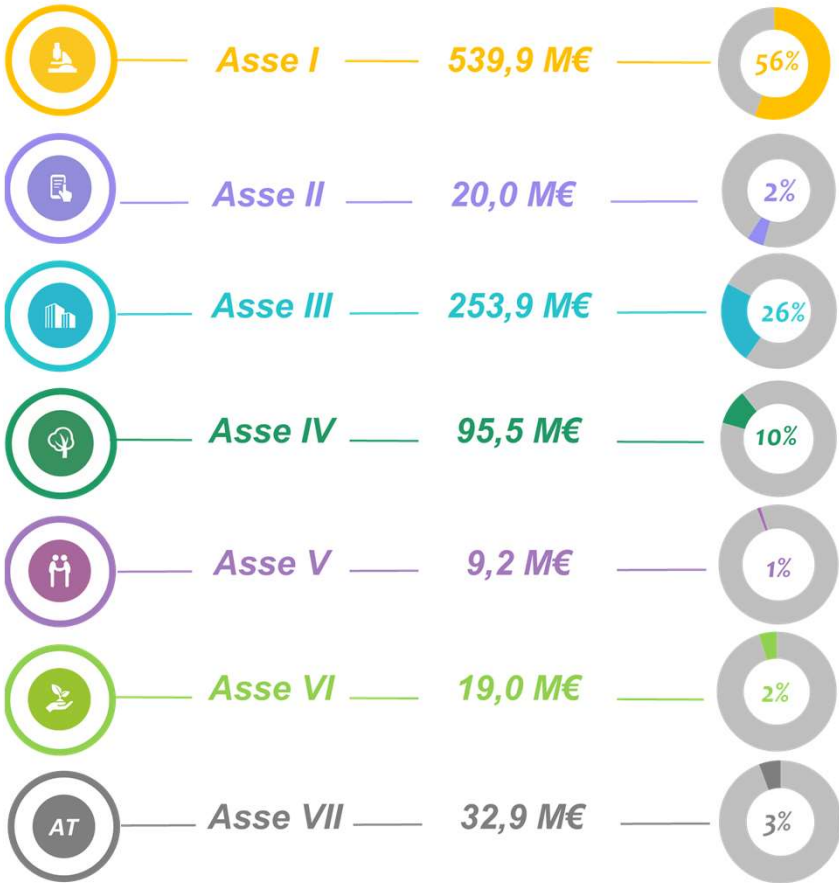 Asse I 539,9 M€ 56%
Asse II 20,0 M€ 2%
Asse III 253,9 M€ 26%
Asse IV 95,5 M€ 10%
Asse V 9,2 M€ 1%
Asse VI 19,0 M€ 2%
AT Asse VII 32,9 M€ 3%